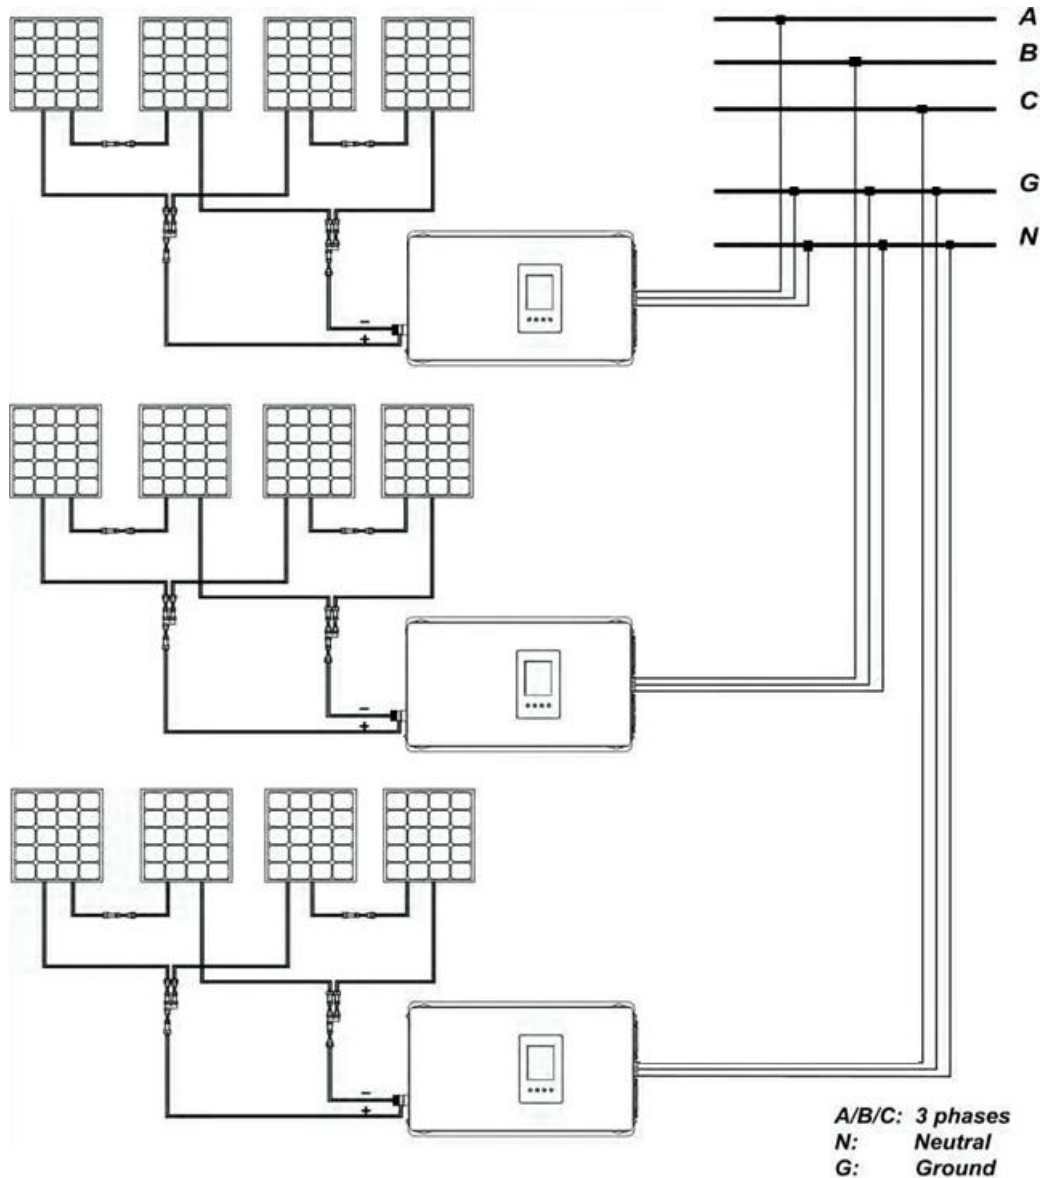 A
B
C
G
N
−
+
−
+
−
+
A/B/C: 3 phases
N: Neutral
G: Ground